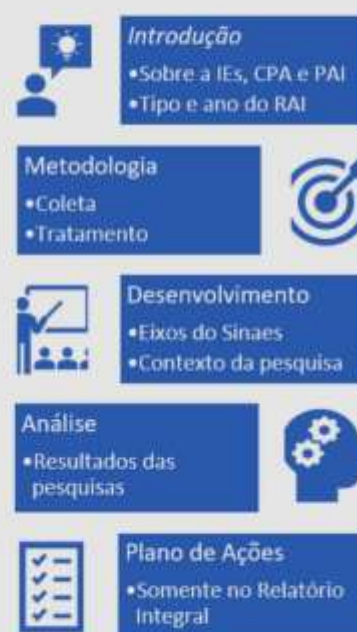 Introdução
•Sobre a IEs, CPA e PAI
•Tipo e ano do RAI
Metodologia
•Coleta
•Tratamento
Desenvolvimento
•Eixos do Sinaes
•Contexto da pesquisa
Análise
•Resultados das
pesquisas
Plano de Ações
•Somente no Relatório
Integral